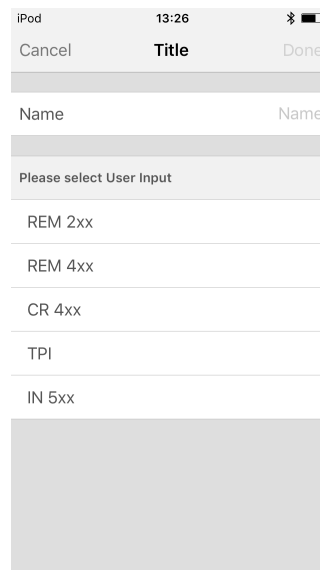 iPod 13:26
Cancel Title Done
Name Name
Please select User Input
REM 2xx
REM 4xx
CR 4xx
TPI
IN 5xx